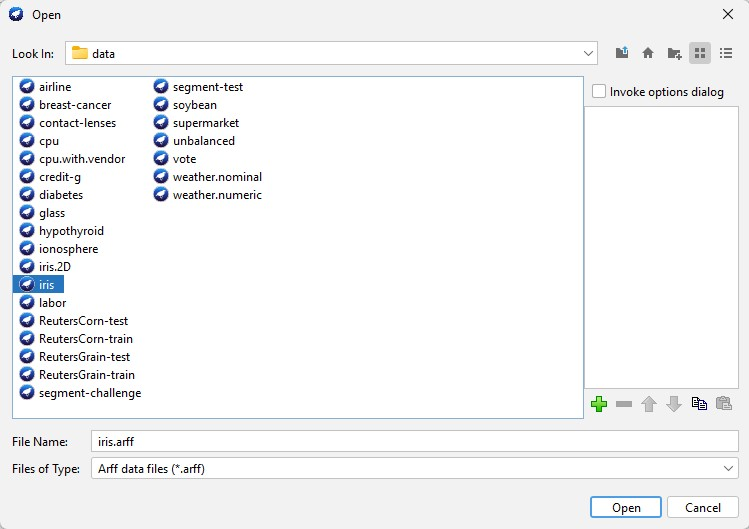 Open
Look In:
data
airline
breast-cancer
contact-lenses
cpu
cpu.with.vendor
credit-g
diabetes
glass
hypothyroid
ionosphere
iris.2D
iris
labor
ReutersCorn-test
ReutersCorn-train
ReutersGrain-test
ReutersGrain-train
segment-challenge
segment-test
soybean
supermarket
unbalanced
vote
weather.nominal
weather.numeric
Invoke options dialog
File Name:
iris.arff
Files of Type:
Arff data files (*.arff)
Open
Cancel